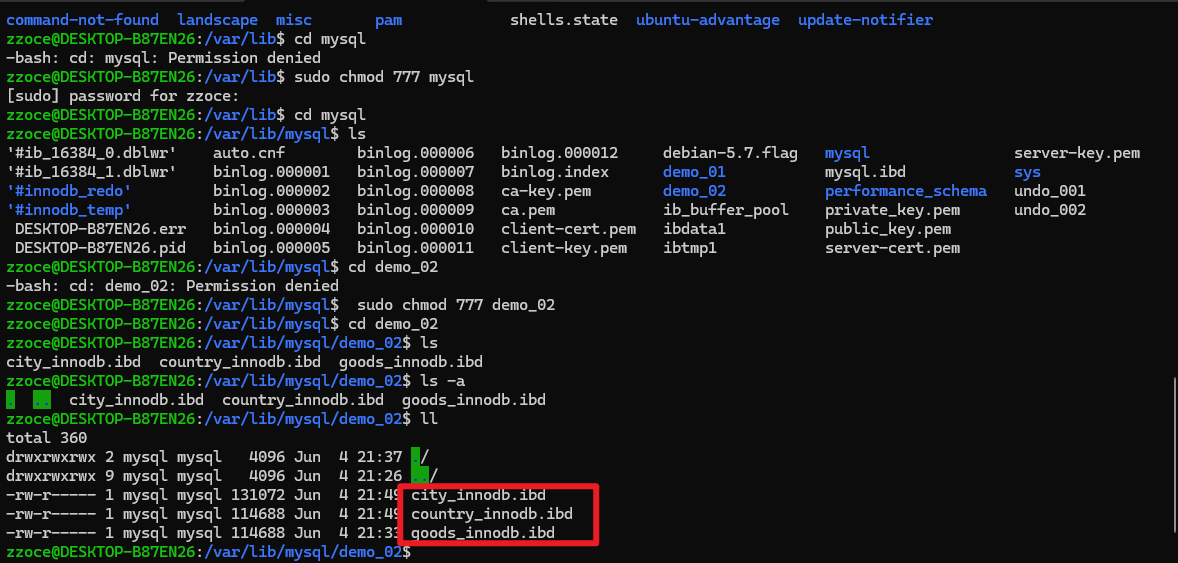 command-not-found  landscape  misc       pam            shells.state  ubuntu-advantage  update-notifier
zzoce@DESKTOP-B87EN26:/var/lib$ cd mysql
-bash: cd: mysql: Permission denied
zzoce@DESKTOP-B87EN26:/var/lib$ sudo chmod 777 mysql
[sudo] password for zzoce:
zzoce@DESKTOP-B87EN26:/var/lib$ cd mysql
zzoce@DESKTOP-B87EN26:/var/lib/mysql$ ls
'#ib_16384_0.dblwr'    auto.cnf        binlog.000006   binlog.000012     debian-5.7.flag   mysql                server-key.pem
'#ib_16384_1.dblwr'    binlog.000001   binlog.000007   binlog.index      demo_01           mysql.ibd            sys
'#innodb_redo'         binlog.000002   binlog.000008   ca-key.pem        demo_02           performance_schema   undo_001
'#innodb_temp'         binlog.000003   binlog.000009   ca.pem            ib_buffer_pool    private_key.pem      undo_002
 DESKTOP-B87EN26.err   binlog.000004   binlog.000010   client-cert.pem   ibdata1           public_key.pem
 DESKTOP-B87EN26.pid   binlog.000005   binlog.000011   client-key.pem    ibtmp1            server-cert.pem
zzoce@DESKTOP-B87EN26:/var/lib/mysql$ cd demo_02
-bash: cd: demo_02: Permission denied
zzoce@DESKTOP-B87EN26:/var/lib/mysql$  sudo chmod 777 demo_02
zzoce@DESKTOP-B87EN26:/var/lib/mysql$ cd demo_02
zzoce@DESKTOP-B87EN26:/var/lib/mysql/demo_02$ ls
city_innodb.ibd  country_innodb.ibd  goods_innodb.ibd
zzoce@DESKTOP-B87EN26:/var/lib/mysql/demo_02$ ls -a
.  ..  city_innodb.ibd  country_innodb.ibd  goods_innodb.ibd
zzoce@DESKTOP-B87EN26:/var/lib/mysql/demo_02$ ll
total 360
drwxrwxrwx 2 mysql mysql   4096 Jun  4 21:37 ./
drwxrwxrwx 9 mysql mysql   4096 Jun  4 21:26 ../
-rw-r----- 1 mysql mysql 131072 Jun  4 21:49 city_innodb.ibd
-rw-r----- 1 mysql mysql 114688 Jun  4 21:49 country_innodb.ibd
-rw-r----- 1 mysql mysql 114688 Jun  4 21:33 goods_innodb.ibd
zzoce@DESKTOP-B87EN26:/var/lib/mysql/demo_02$